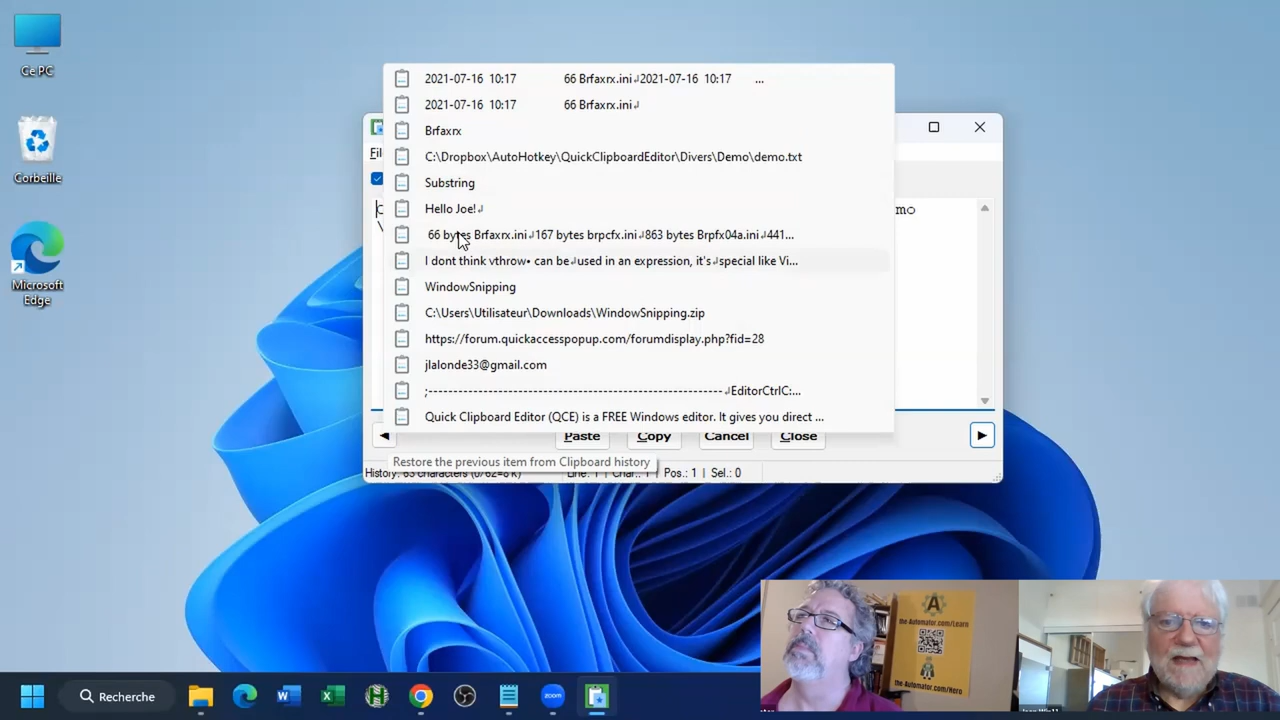 Ce PC
Corbeille
Microsoft
Edge
2021-07-16 10:17 66 Brfaxrx.ini↲2021-07-16 10:17 ...
2021-07-16 10:17 66 Brfaxrx.ini↲
Brfaxrx
C:\Dropbox\AutoHotkey\QuickClipboardEditor\Divers\Demo\demo.txt
Substring
Hello Joe!↲
66 bytes Brfaxrx.ini↲167 bytes brpcfx.ini↲863 bytes Brpfx04a.ini↲441...
I dont think vthrow• can be↲used in an expression, it's↲special like Vi...
WindowSnipping
C:\Users\Utilisateur\Downloads\WindowSnipping.zip
https://forum.quickaccesspopup.com/forumdisplay.php?fid=28
jlalonde33@gmail.com
;-----------------------------------------------------------↲EditorCtrlC:...
Quick Clipboard Editor (QCE) is a FREE Windows editor. It gives you direct ...
mo
Paste Copy Cancel Close
Restore the previous item from Clipboard history
Pos.: 1 | Sel.: 0
the-Automator.com/Learn
the-Automator.com/Hero
Recherche
zoom